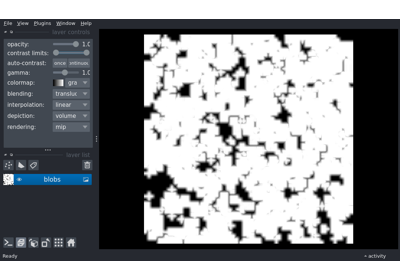 File View Plugins Window Help
layer controls
opacity: 1.0
contrast limits:
auto-contrast: once
gamma: 1.0
colormap: gra
blending: translu
interpolation: linear
depiction: volume
rendering: mip
layer list
blobs
Ready activity